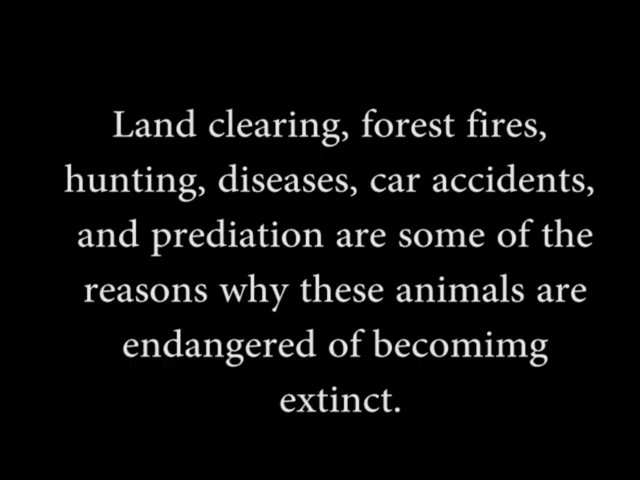 Land clearing, forest fires,
hunting, diseases, car accidents,
and prediation are some of the
reasons why these animals are
endangered of becomimg
extinct.